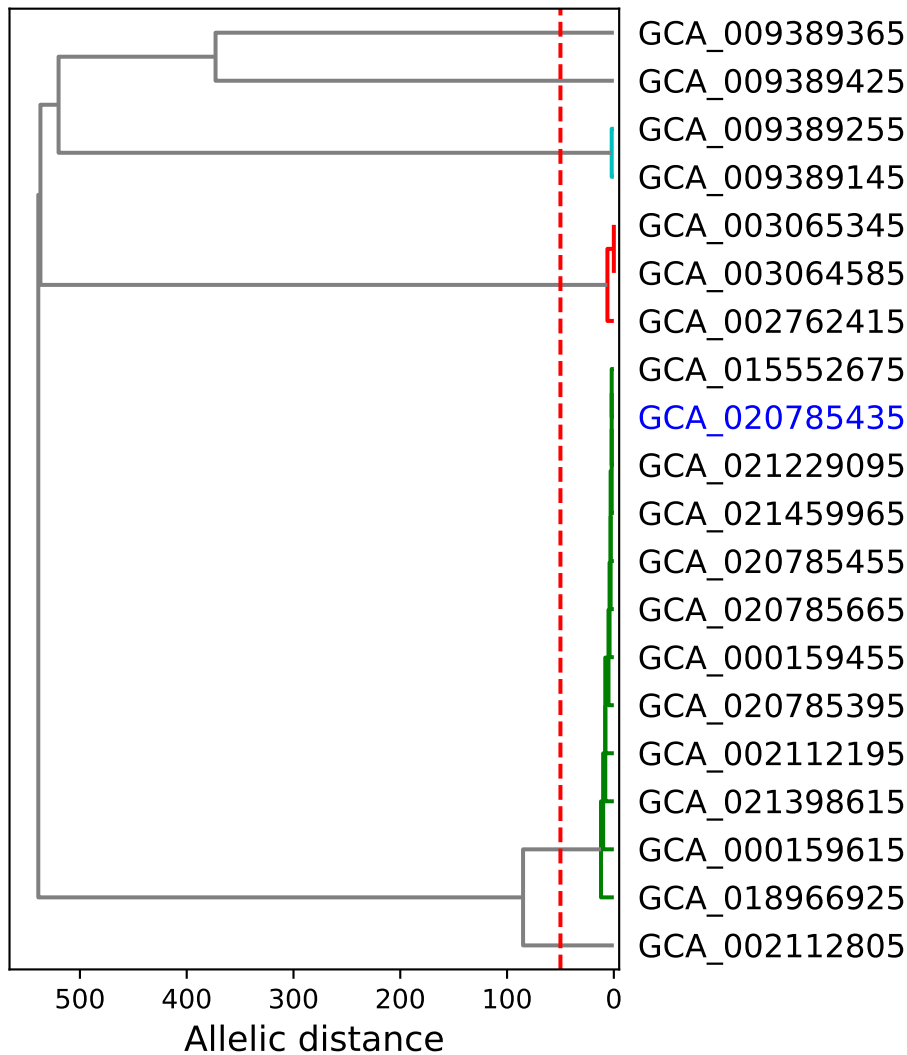 GCA_009389365
GCA_009389425
GCA_009389255
GCA_009389145
GCA_003065345
GCA_003064585
GCA_002762415
GCA_015552675
GCA_020785435
GCA_021229095
GCA_021459965
GCA_020785455
GCA_020785665
GCA_000159455
GCA_020785395
GCA_002112195
GCA_021398615
GCA_000159615
GCA_018966925
GCA_002112805
500 400 300 200 100 0
Allelic distance